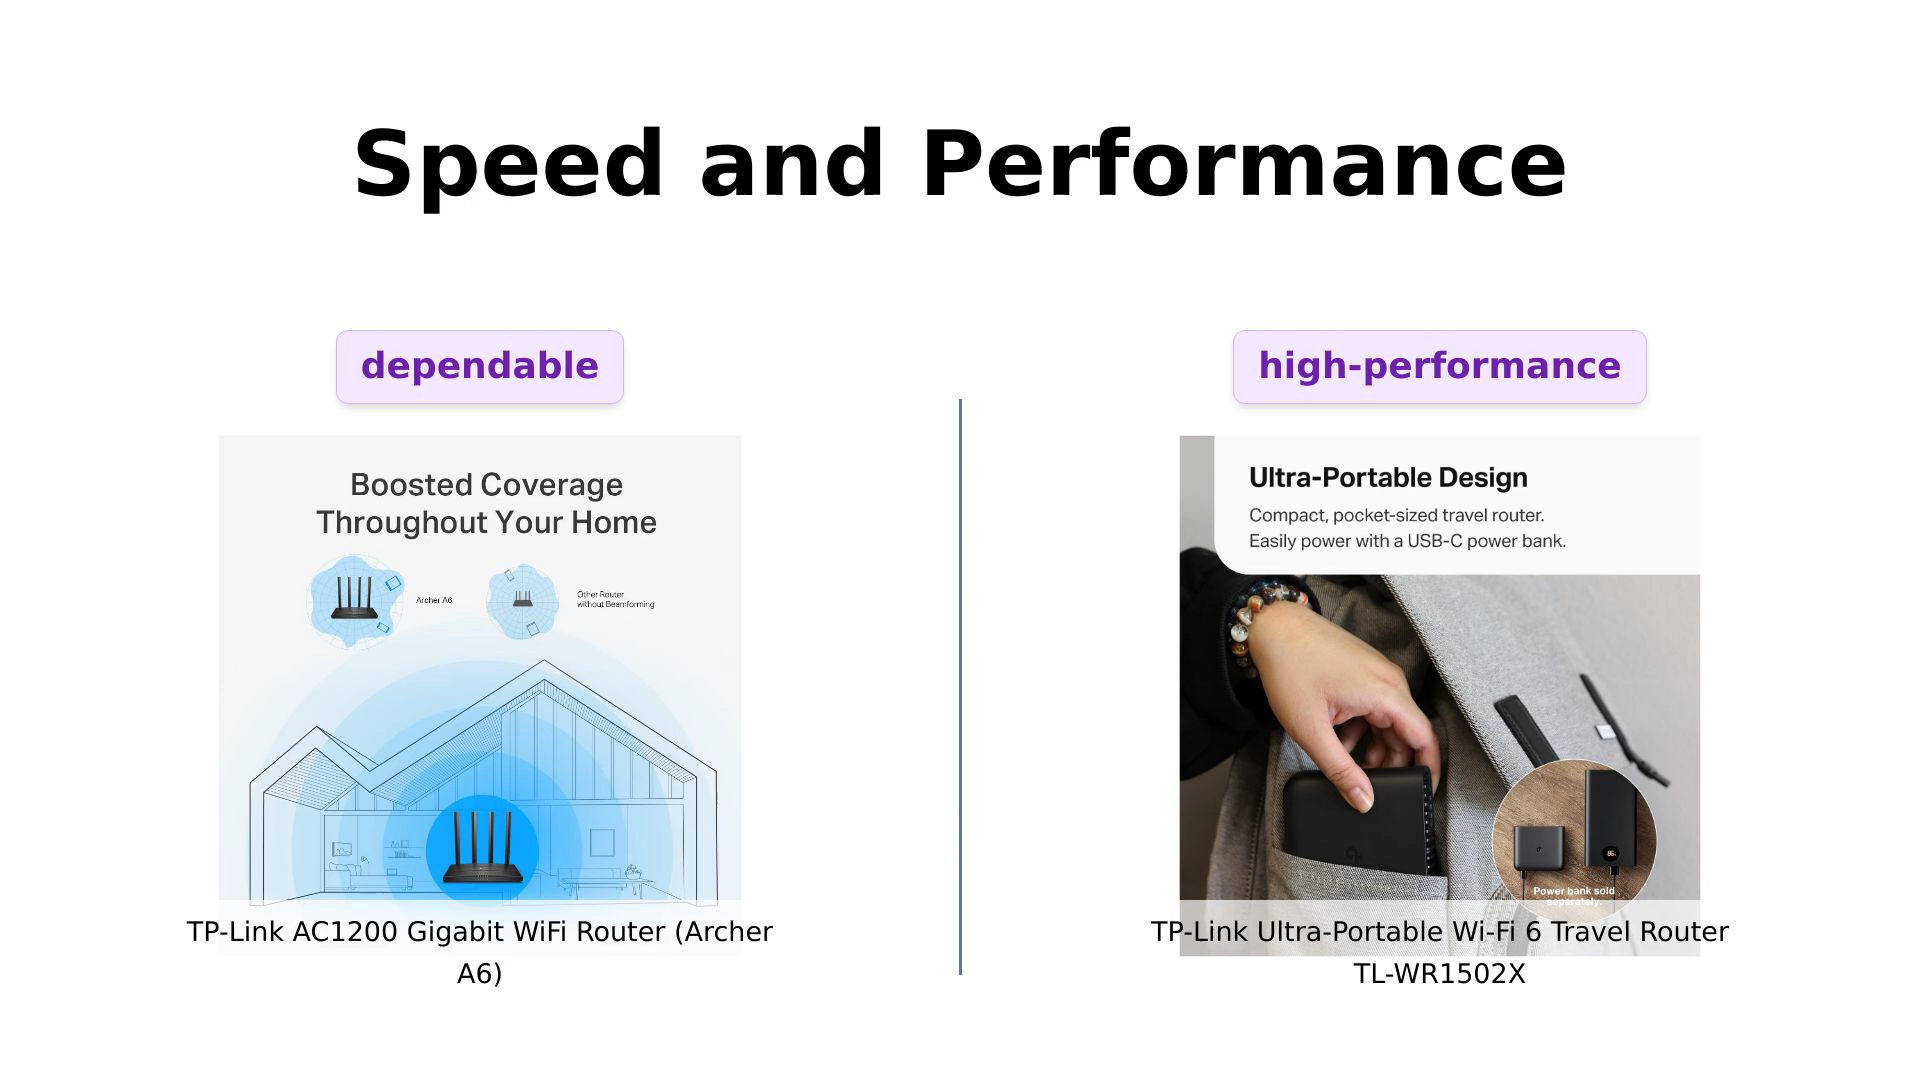 Speed and Performance
dependable
Boosted Coverage
Throughout Your Home
Archer A6
Other Router
without Beamforming
TP-Link AC1200 Gigabit WiFi Router (Archer
A6)
high-performance
Ultra-Portable Design
Compact, pocket-sized travel router.
Easily power with a USB-C power bank.
86%
Power bank sold
separately.
TP-Link Ultra-Portable Wi-Fi 6 Travel Router
TL-WR1502X